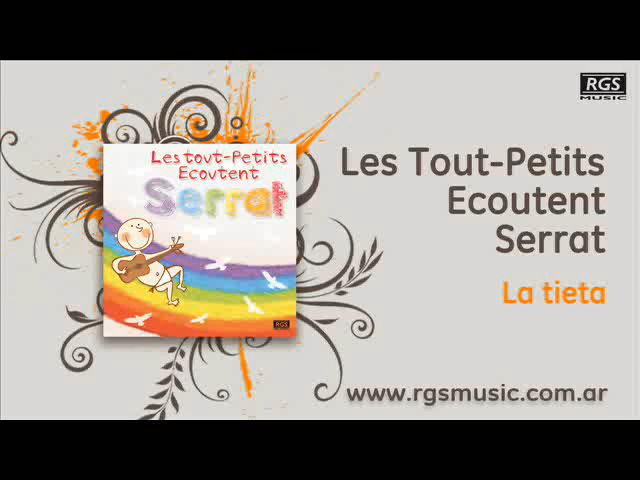 RGS
MUSIC
Les tout-Petits
Ecoutent
Serrat
RGS
Les Tout-Petits
Ecoutent
Serrat
La tieta
www.rgsmusic.com.ar